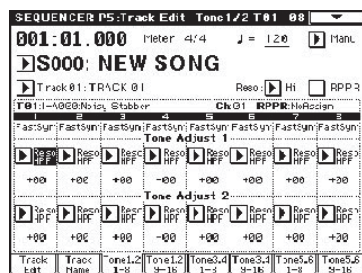 SEQUENCER P5:Track Edit Tone1/2 T01 08
001:01.000 Meter 4/4 ♩= 120 Manu
S000: NEW SONG
Track01: TRACK 01 Reso: Hi RPPR
T01:I-A000:Noisy Stabber Ch:01 RPPR:NoAssign
1 2 3 4 5 6 7 8
FastSyn FastSyn FastSyn FastSyn FastSyn FastSyn FastSyn FastSyn
Tone Adjust 1
Reso Reso Reso Reso Reso Reso Reso Reso
HPF HPF HPF HPF HPF HPF HPF HPF
+00 +00 +00 -00 +00 +00 +00 +00
Tone Adjust 2
Reso Reso Reso Reso Reso Reso Reso Reso
HPF HPF HPF HPF HPF HPF HPF HPF
+00 +00 +00 -00 +00 +00 +00 +00
Track Track Tone1.2 Tone1.2 Tone3.4 Tone3.4 Tone5.6 Tone5.6
Edit Name 1-8 9-16 1-8 9-16 1-8 9-16